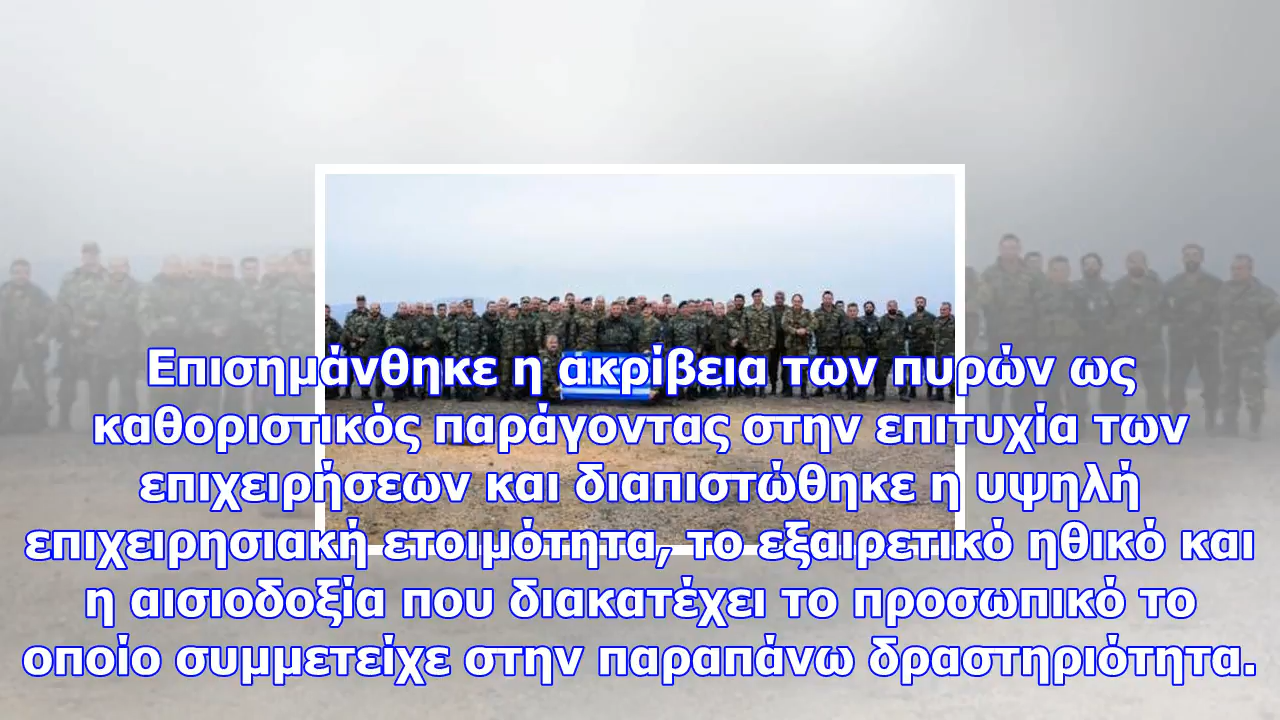 Επισημάνθηκε η ακρίβεια των πυρών ως
καθοριστικός παράγοντας στην επιτυχία των
επιχειρήσεων και διαπιστώθηκε η υψηλή
επιχειρησιακή ετοιμότητα, το εξαιρετικό ηθικό και
η αισιοδοξία που διακατέχει το προσωπικό το
οποίο συμμετείχε στην παραπάνω δραστηριότητα.